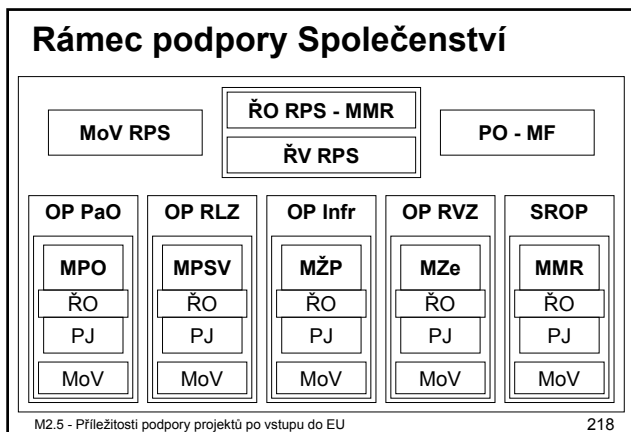 Rámec podpory Společenství
MoV RPS
ŘO RPS - MMR
ŘV RPS
PO - MF
OP PaO
OP RLZ
OP Infr
OP RVZ
SROP
MPO
MPSV
MŽP
MZe
MMR
ŘO
ŘO
ŘO
ŘO
ŘO
PJ
PJ
PJ
PJ
PJ
MoV
MoV
MoV
MoV
MoV
M2.5 - Příležitosti podpory projektů po vstupu do EU
218